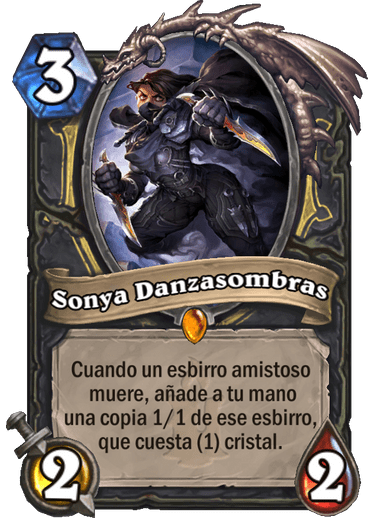 3
Sonya Danzasombras
Cuando un esbirro amistoso
muere, añade a tu mano
una copia 1/1 de ese esbirro,
que cuesta (1) cristal.
2
2